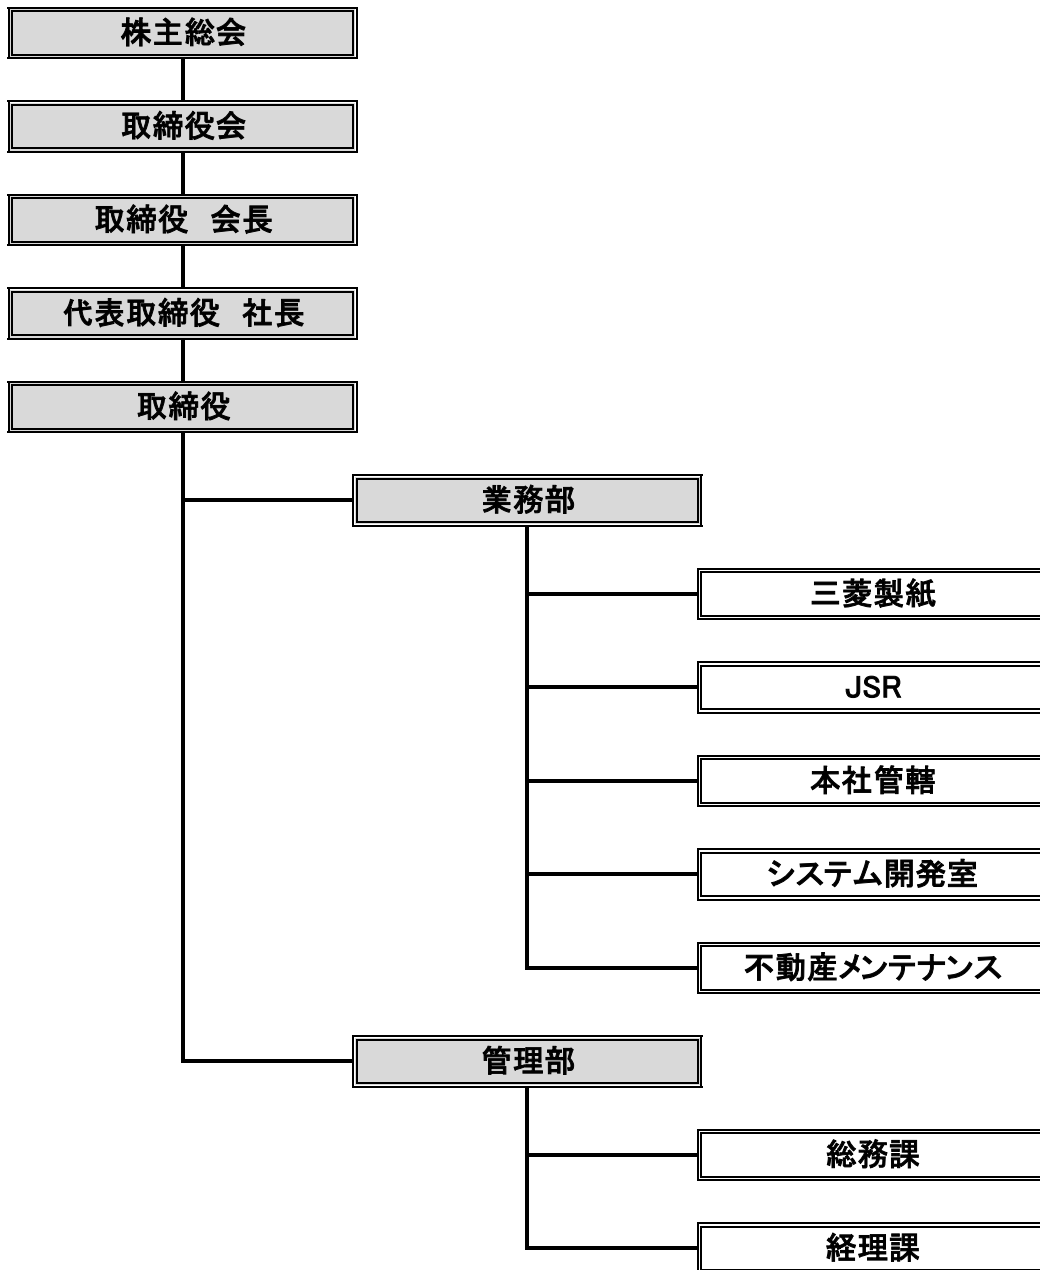 株主総会
取締役会
取締役　会長
代表取締役　社長
取締役
業務部
三菱製紙
JSR
本社管轄
システム開発室
不動産メンテナンス
管理部
総務課
経理課